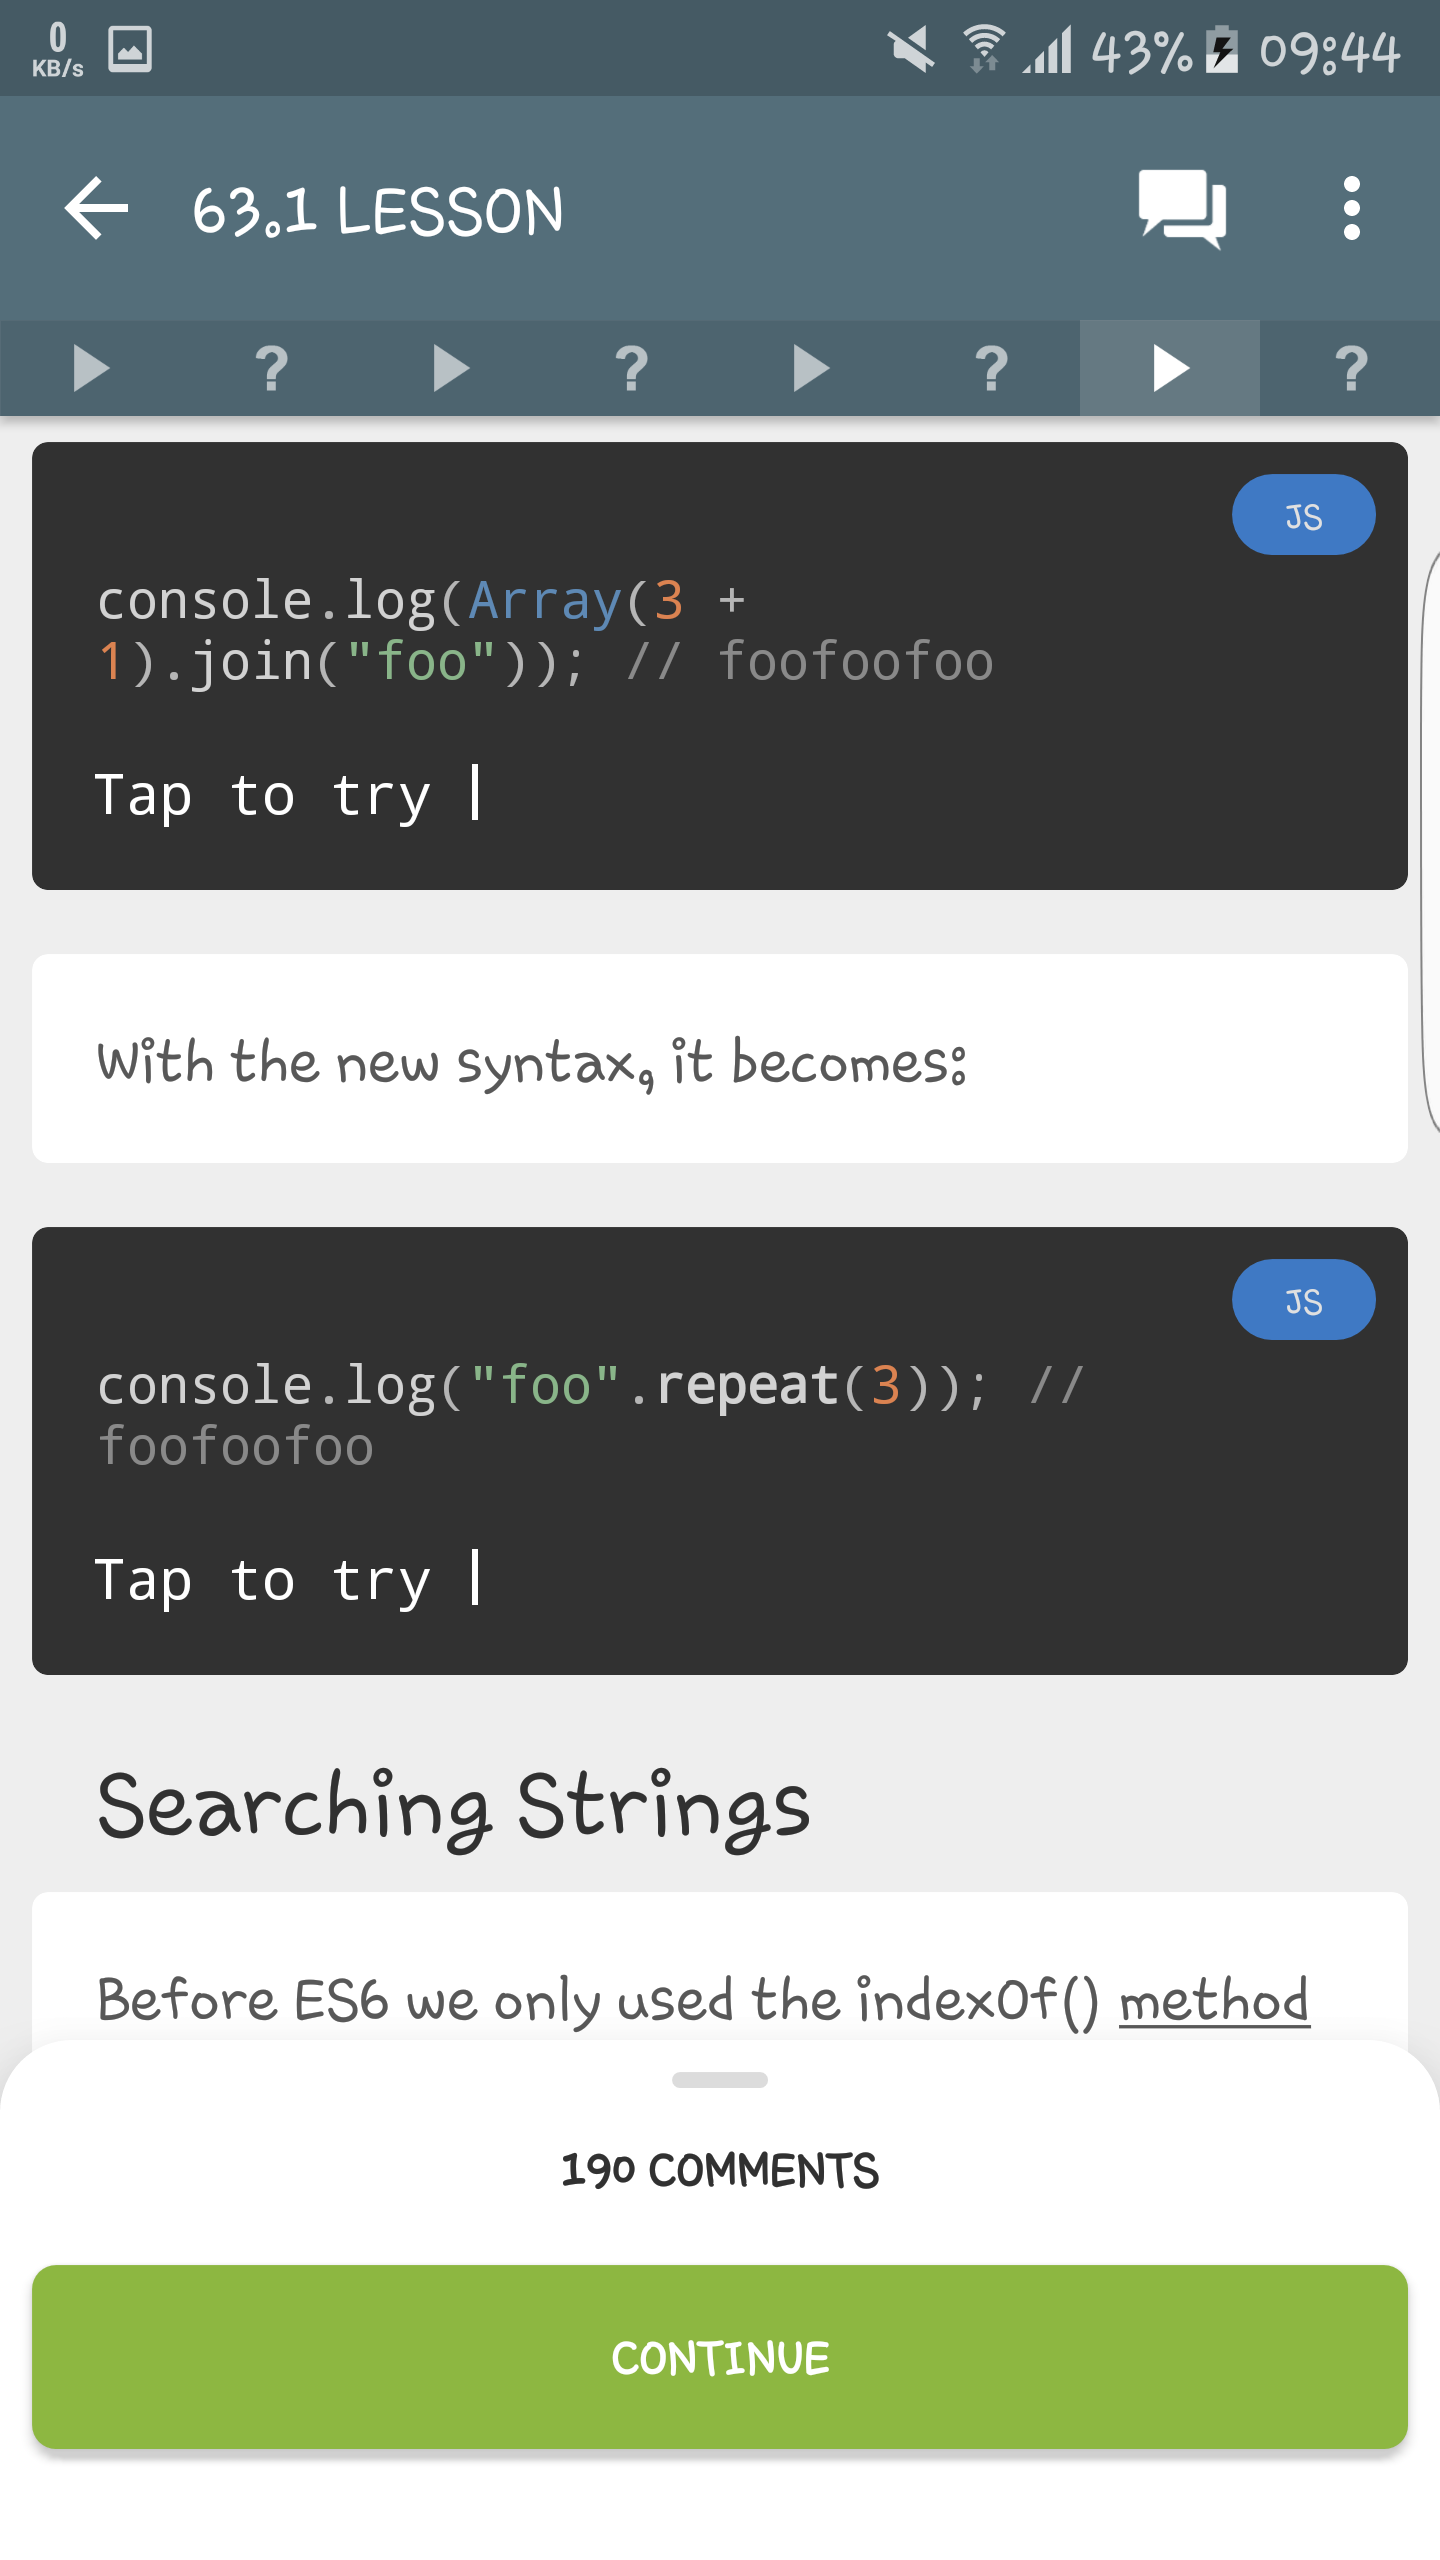 0
KB/s
43%
09:44
63.1 LESSON
?
?
?
?
JS
console.log(Array(3 +
1).join("foo")); // foofoofoo
Tap to try
With the new syntax, it becomes:
JS
console.log("foo".repeat(3)); //
foofoofoo
Tap to try
Searching Strings
Before ES6 we only used the indexOf() method
190 COMMENTS
CONTINUE